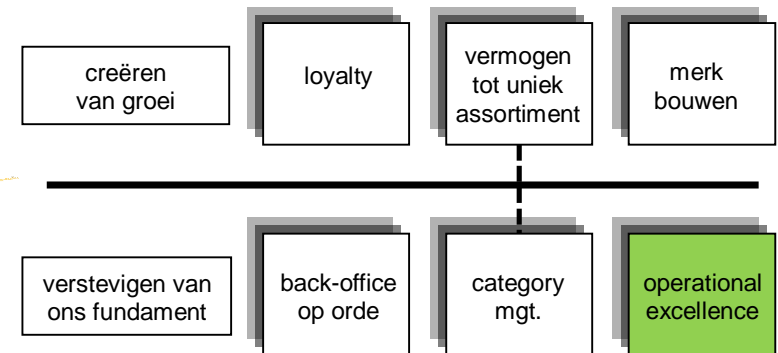 creëren
van groei
loyalty
vermogen
tot uniek
assortiment
merk
bouwen
verstevigen van
ons fundament
back-office
op orde
category
mgt.
operational
excellence